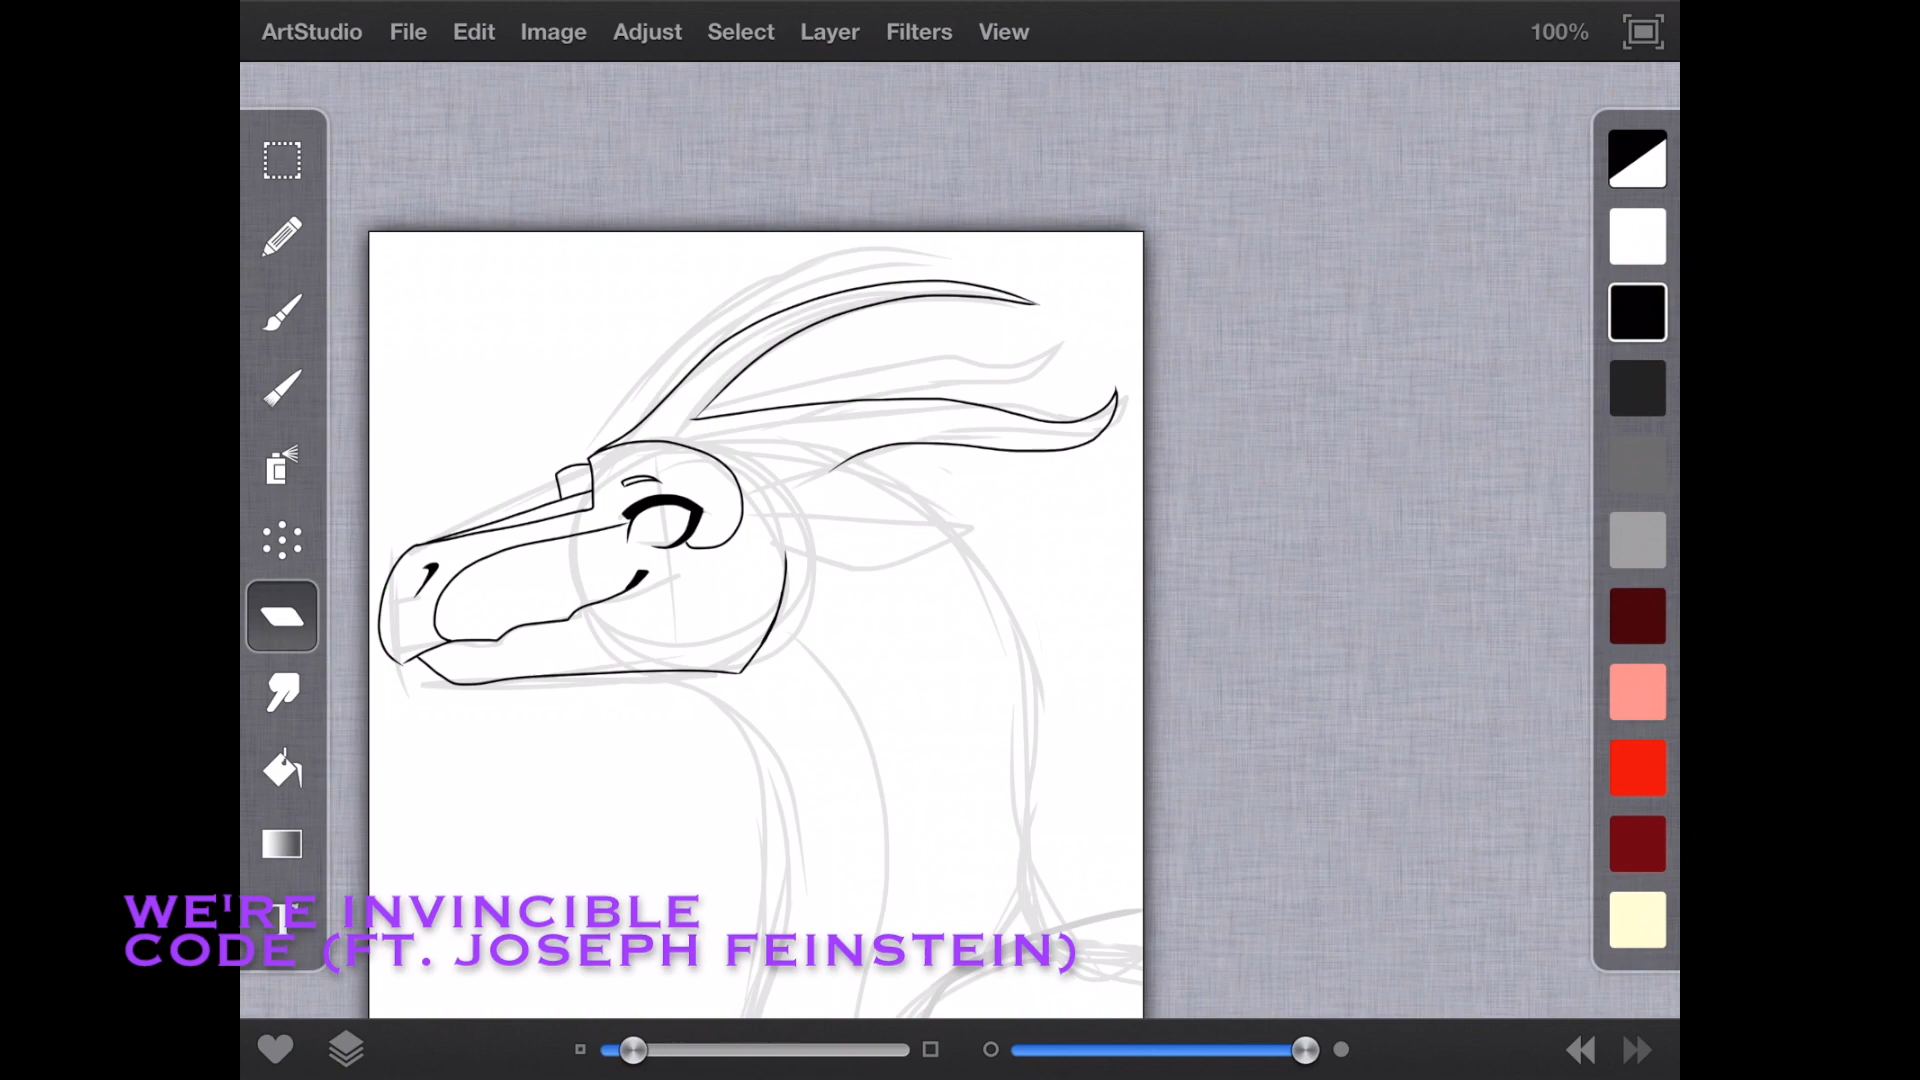 ArtStudio File Edit Image Adjust Select Layer Filters View 100%
T
WE'RE INVINCIBLE
CODE (FT. JOSEPH FEINSTEIN)